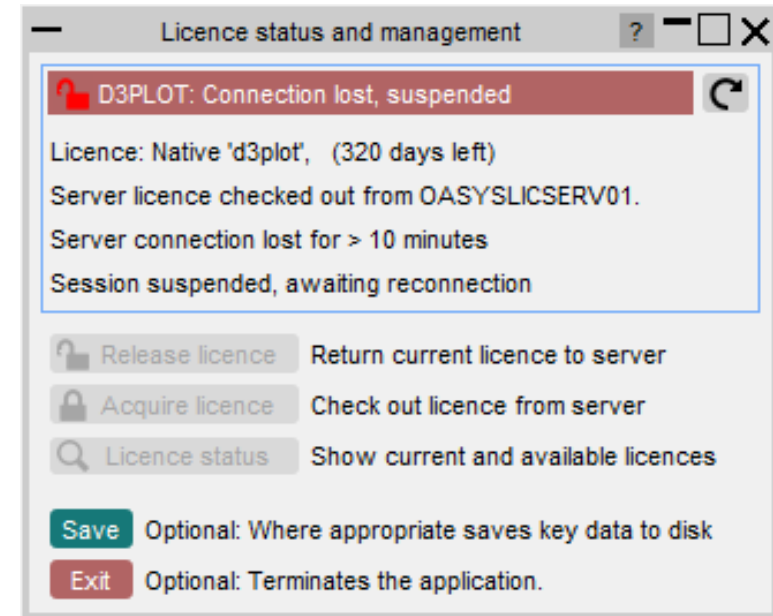 Licence status and management ?
D3PLOT: Connection lost, suspended
Licence: Native 'd3plot', (320 days left)
Server licence checked out from OASYSLICSERV01.
Server connection lost for > 10 minutes
Session suspended, awaiting reconnection
Release licence Return current licence to server
Acquire licence Check out licence from server
Licence status Show current and available licences
Save Optional: Where appropriate saves key data to disk
Exit Optional: Terminates the application.